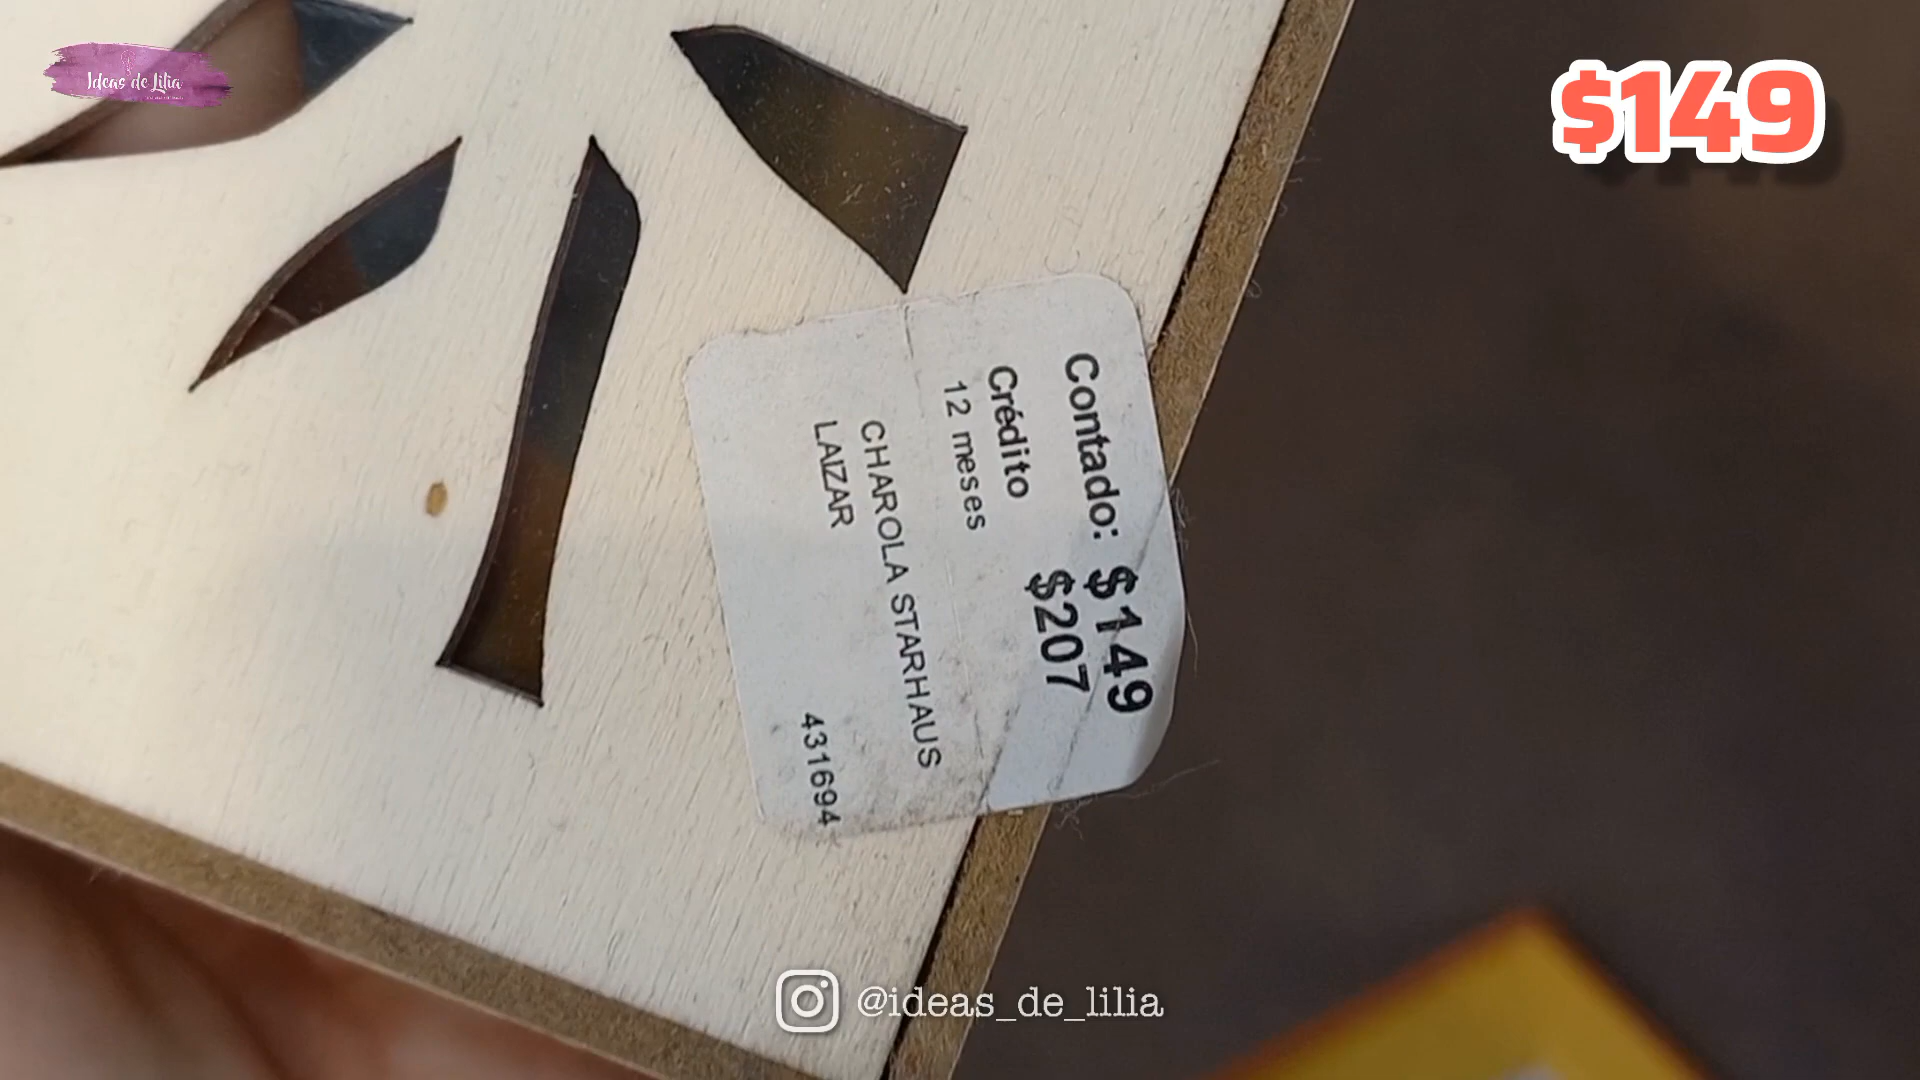 Ideas de Lilia
$149
Contado: $149
Crédito $207
12 meses
CHAROLA STARHAUS
LAIZAR
431694
@ideas_de_lilia